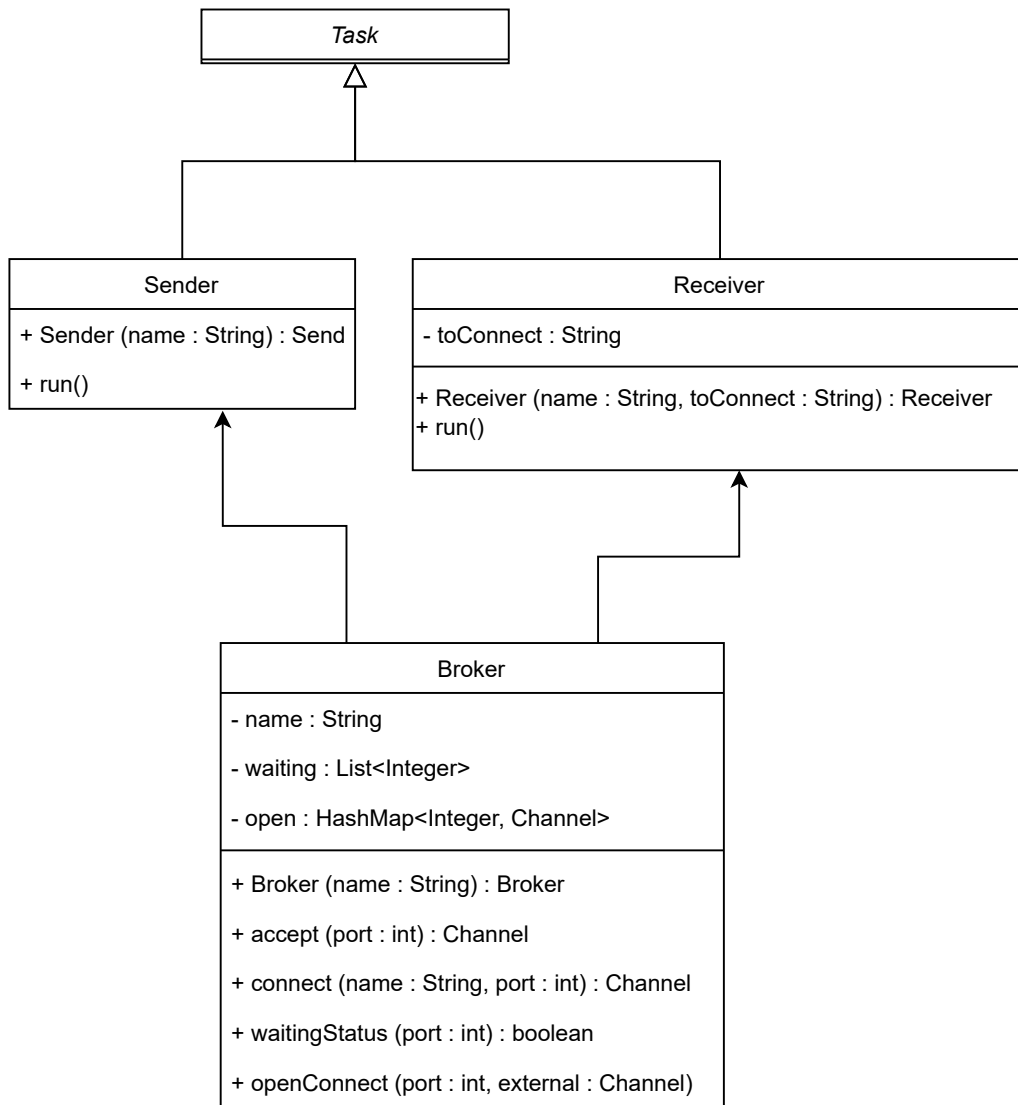 Task
Sender
+ Sender (name : String) : Send
+ run()
Receiver
- toConnect : String
+ Receiver (name : String, toConnect : String) : Receiver
+ run()
Broker
- name : String
- waiting : List<Integer>
- open : HashMap<Integer, Channel>
+ Broker (name : String) : Broker
+ accept (port : int) : Channel
+ connect (name : String, port : int) : Channel
+ waitingStatus (port : int) : boolean
+ openConnect (port : int, external : Channel)